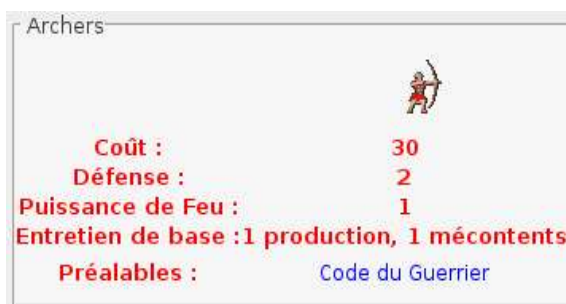 Archers
Coût : 30
Défense : 2
Puissance de Feu : 1
Entretien de base :1 production, 1 mécontents
Préalables : Code du Guerrier